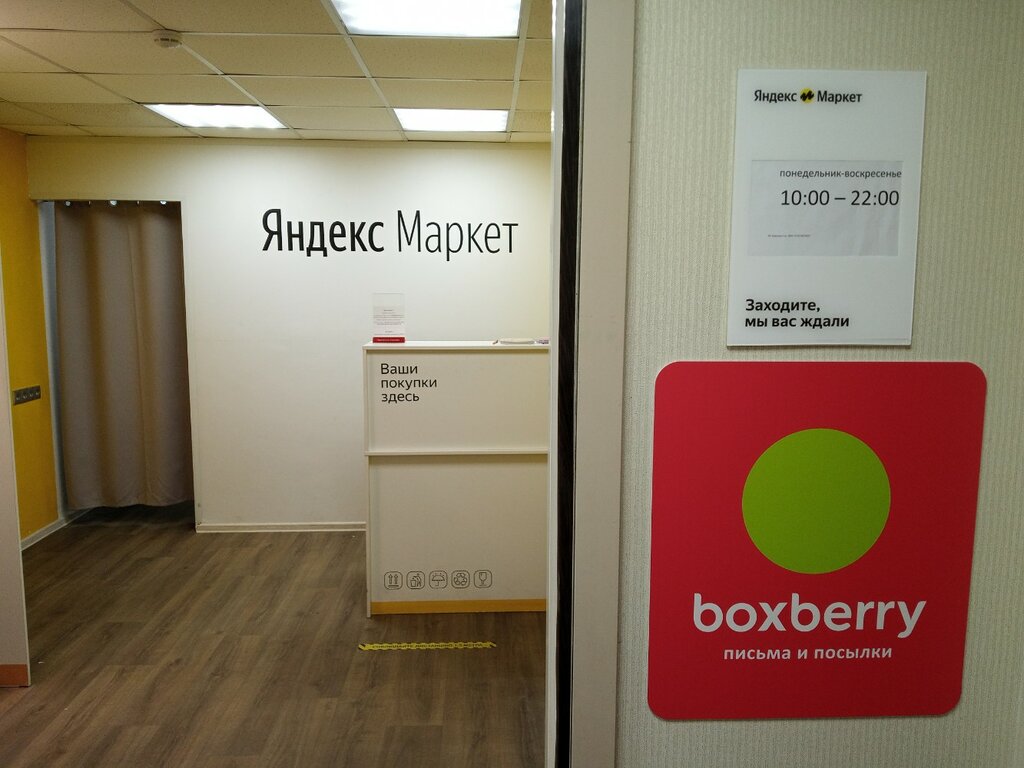 Яндекс Маркет
Ваши
покупки
здесь
Яндекс Маркет
понедельник-воскресенье
10:00 – 22:00
Заходите,
мы вас ждали
boxberry
письма и посылки